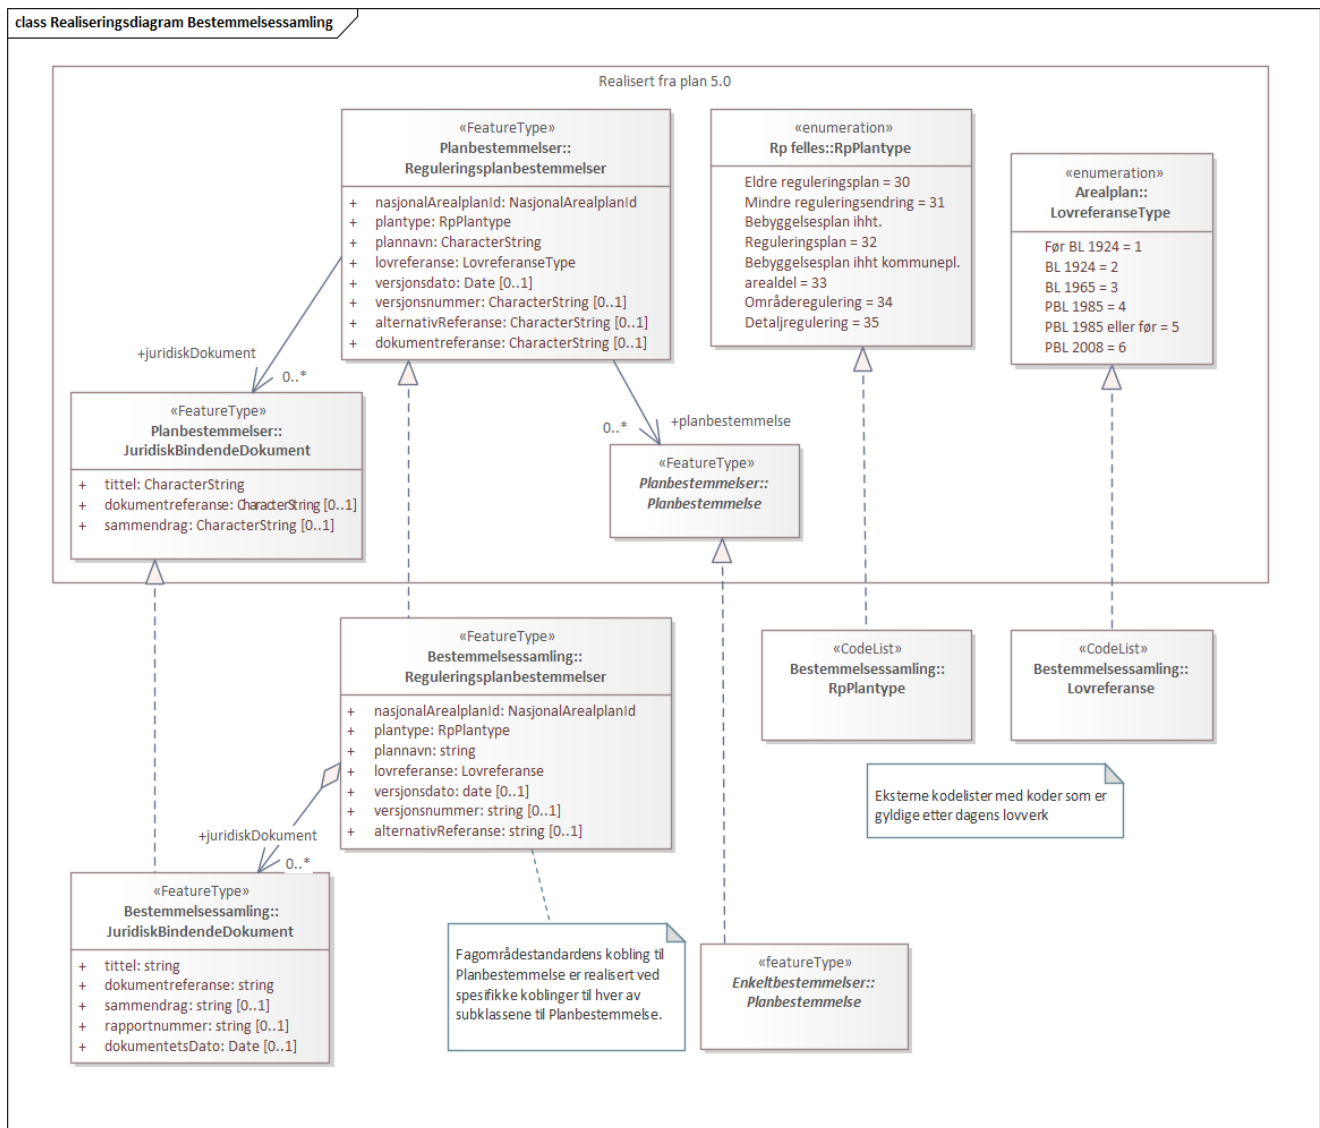 class Realiseringsdiagram Bestemmelsessamling
Realisert fra plan 5.0
«FeatureType»
Planbestemmelser::
Reguleringsplanbestemmelser
+ nasjonalArealplanId: NasjonalArealplanId
+ plantype: RpPlantype
+ plannavn: CharacterString
+ lovreferanse: LovreferanseType
+ versjonsdato: Date [0..1]
+ versjonsnummer: CharacterString [0..1]
+ alternativReferanse: CharacterString [0..1]
+ dokumentreferanse: CharacterString [0..1]
«enumeration»
Rp felles::RpPlantype
Eldre reguleringsplan = 30
Mindre reguleringsendring = 31
Bebyggelsesplan ihht.
Reguleringsplan = 32
Bebyggelsesplan ihht kommunepl.
arealdel = 33
Områderegulering = 34
Detaljregulering = 35
«enumeration»
Arealplan::
LovreferanseType
Før BL 1924 = 1
BL 1924 = 2
BL 1965 = 3
PBL 1985 = 4
PBL 1985 eller før = 5
PBL 2008 = 6
+juridiskDokument
0..*
«FeatureType»
Planbestemmelser::
JuridiskBindendeDokument
+ tittel: CharacterString
+ dokumentreferanse: CharacterString [0..1]
+ sammendrag: CharacterString [0..1]
+planbestemmelse
0..*
«FeatureType»
Planbestemmelser::
Planbestemmelse
«FeatureType»
Bestemmelsessamling::
Reguleringsplanbestemmelser
+ nasjonalArealplanId: NasjonalArealplanId
+ plantype: RpPlantype
+ plannavn: string
+ lovreferanse: Lovreferanse
+ versjonsdato: date [0..1]
+ versjonsnummer: string [0..1]
+ alternativReferanse: string [0..1]
«CodeList»
Bestemmelsessamling::
RpPlantype
«CodeList»
Bestemmelsessamling::
Lovreferanse
Eksterne kodelister med koder som er
gyldige etter dagens lovverk
+juridiskDokument
0..*
«FeatureType»
Bestemmelsessamling::
JuridiskBindendeDokument
+ tittel: string
+ dokumentreferanse: string
+ sammendrag: string [0..1]
+ rapportnummer: string [0..1]
+ dokumentetsDato: Date [0..1]
Fagområdestandardens kobling til
Planbestemmelse er realisert ved
spesifikke koblinger til hver av
subklassene til Planbestemmelse.
«featureType»
Enkeltbestemmelser::
Planbestemmelse